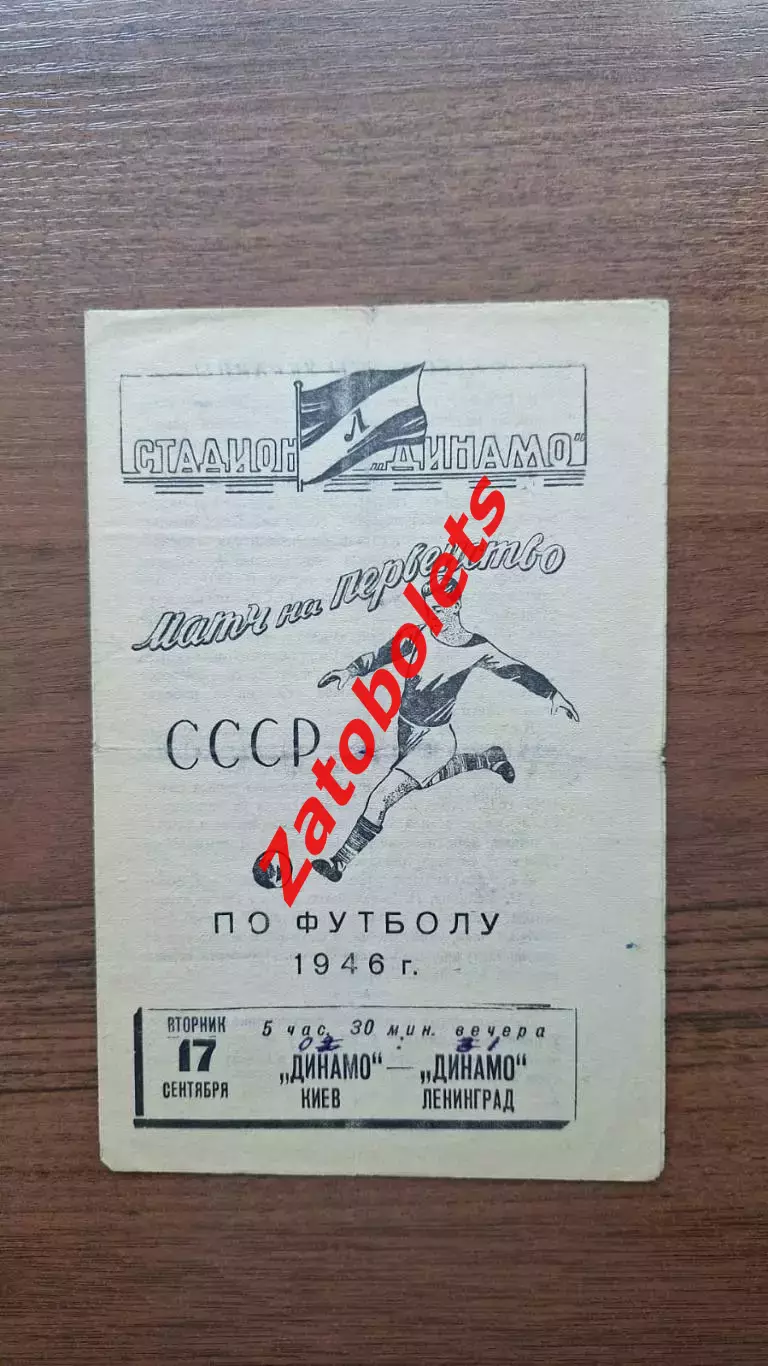 Л
СТАДИОН „ДИНАМО"
Матч на первенство
СССР
ПО ФУТБОЛУ
1946 г.
ВТОРНИК
17
СЕНТЯБРЯ
5 час. 30 мин. вечера
„ДИНАМО" — „ДИНАМО"
КИЕВ ЛЕНИНГРАД
Zatobolets